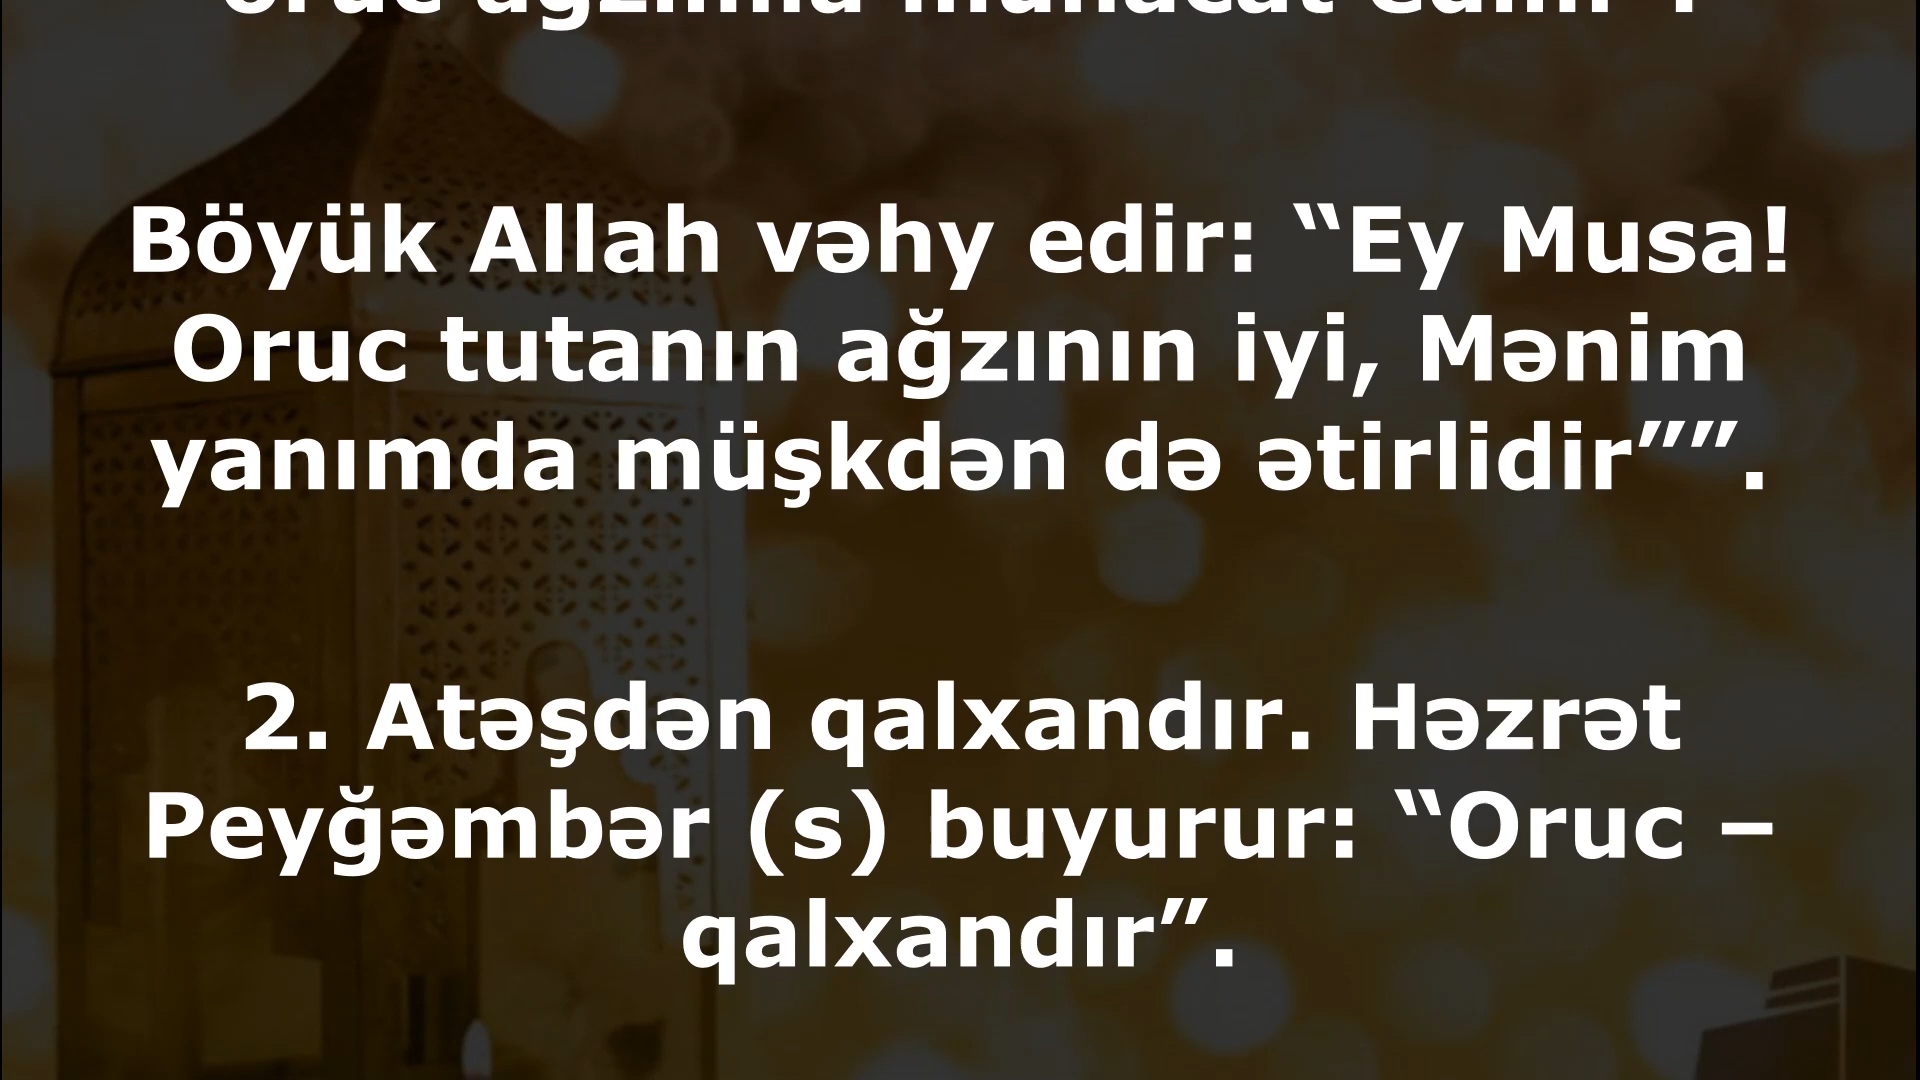 Böyük Allah vəhy edir: “Ey Musa!
Oruc tutanın ağzının iyi, Mənim
yanımda müşkdən də ətirlidir””.
2. Atəşdən qalxandır. Həzrət
Peyğəmbər (s) buyurur: “Oruc –
qalxandır”.